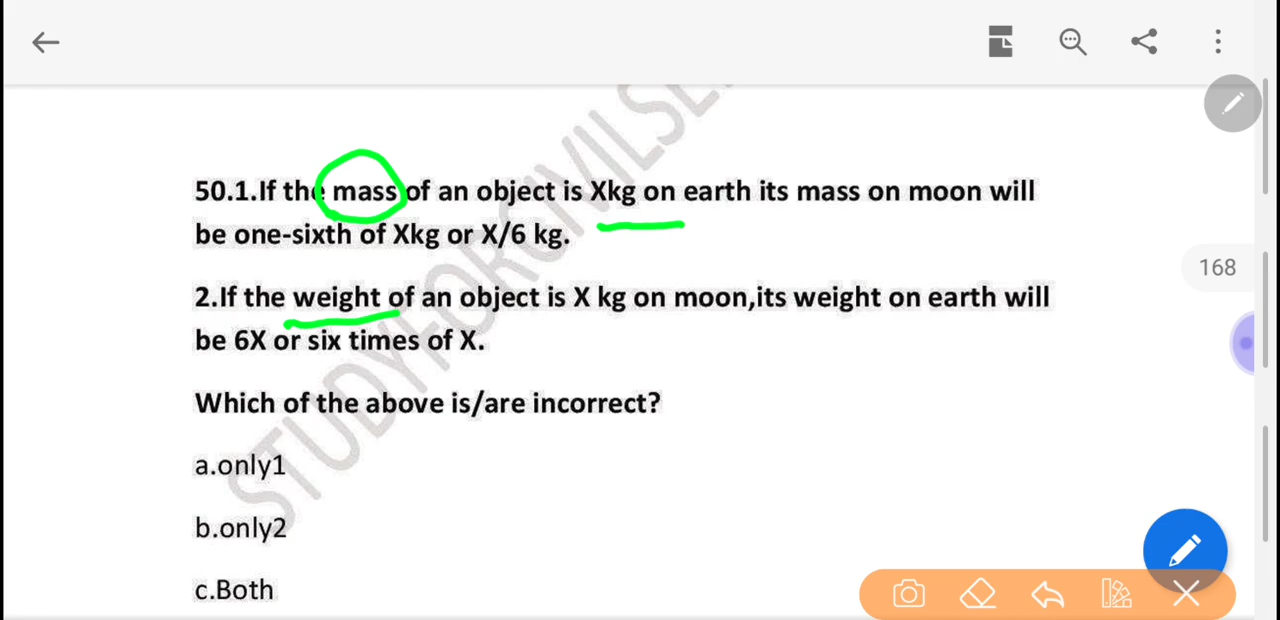 50.1.If the mass of an object is Xkg on earth its mass on moon will
be one-sixth of Xkg or X/6 kg.
168
2.If the weight of an object is X kg on moon,its weight on earth will
be 6X or six times of X.
Which of the above is/are incorrect?
a.only1
b.only2
c.Both
STUDYFORCIVILSE